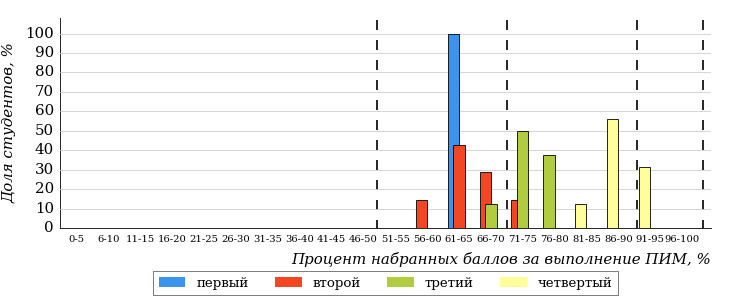 Доля студентов, %
100
90
80
70
60
50
40
30
20
10
0
0-5 6-10 11-15 16-20 21-25 26-30 31-35 36-40 41-45 46-50 51-55 56-60 61-65 66-70 71-75 76-80 81-85 86-90 91-95 96-100
Процент набранных баллов за выполнение ПИМ, %
первый второй третий четвертый